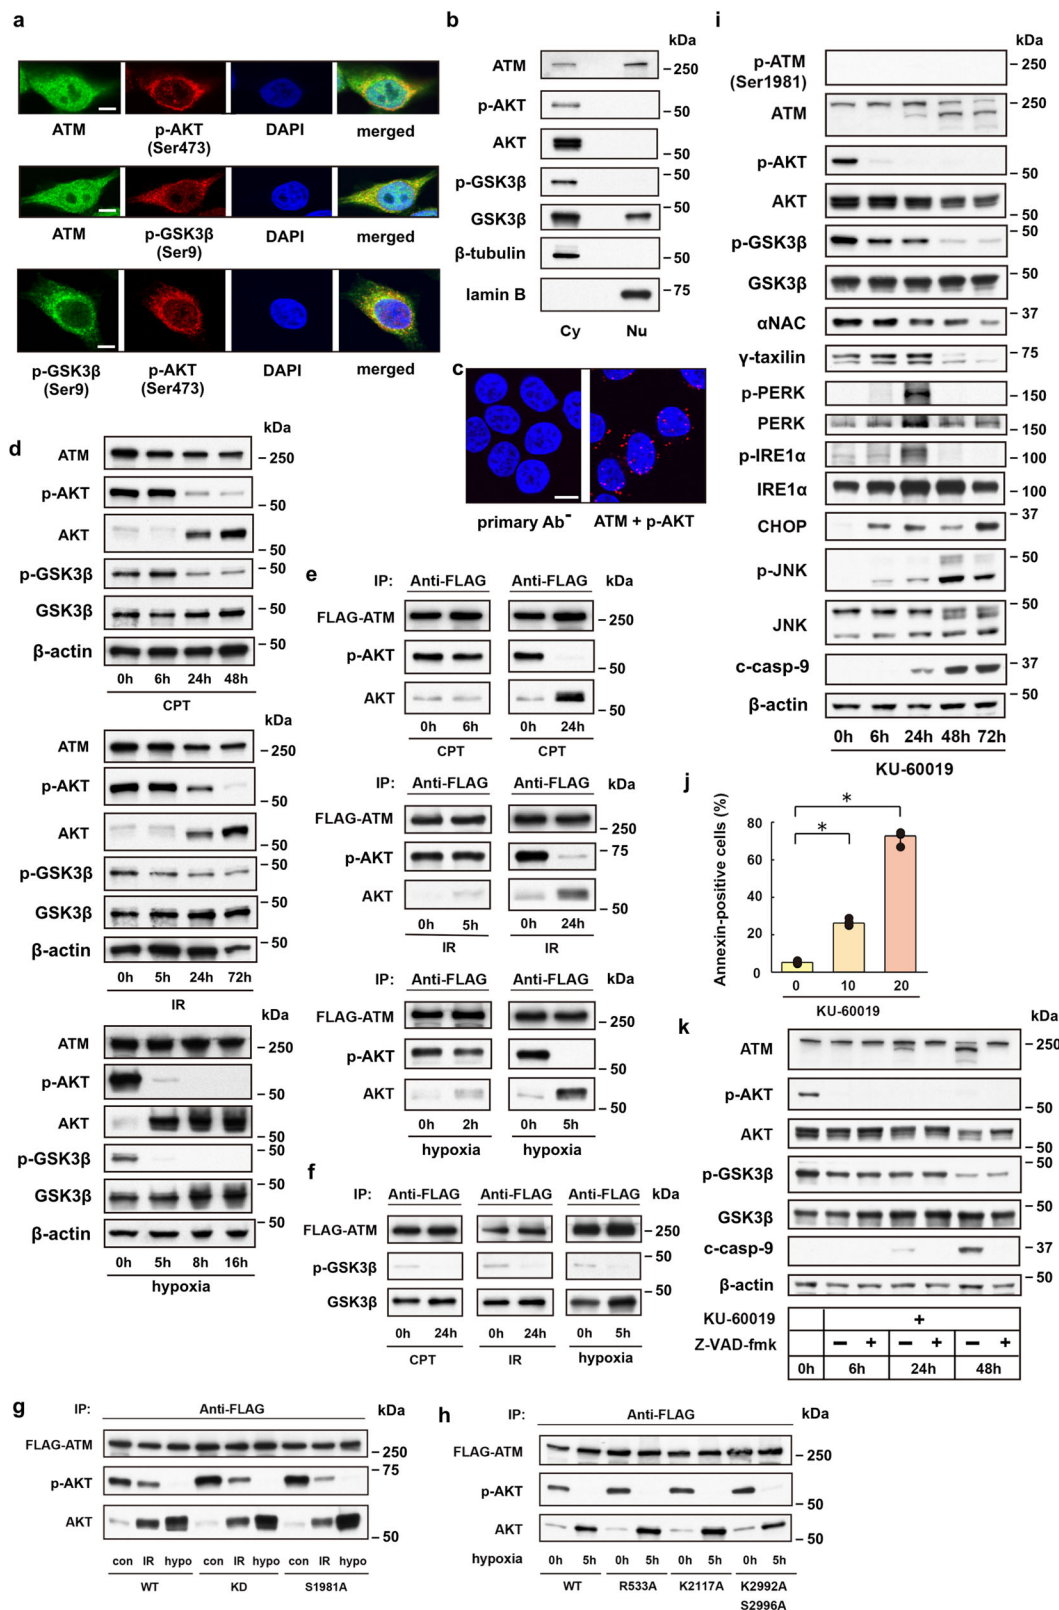 a
ATM
p-AKT
(Ser473)
DAPI
merged
ATM
p-GSK3β
(Ser9)
DAPI
merged
p-GSK3β
(Ser9)
p-AKT
(Ser473)
DAPI
merged
b
kDa
ATM
250
p-AKT
50
AKT
50
p-GSK3β
50
GSK3β
β-tubulin
50
lamin B
75
Cy Nu
c
primary Ab⁻ ATM + p-AKT
d
kDa
ATM
250
p-AKT
50
AKT
50
p-GSK3β
50
GSK3β
50
β-actin
0h 6h 24h 48h
CPT
kDa
ATM
250
p-AKT
50
AKT
50
p-GSK3β
50
GSK3β
50
β-actin
0h 5h 24h 72h
IR
kDa
ATM
250
p-AKT
50
AKT
50
p-GSK3β
50
GSK3β
50
β-actin
0h 5h 8h 16h
hypoxia
e
IP: Anti-FLAG Anti-FLAG kDa
FLAG-ATM
250
p-AKT
50
AKT
50
0h 6h 0h 24h
CPT CPT
IP: Anti-FLAG Anti-FLAG kDa
FLAG-ATM
250
p-AKT
75
AKT
50
0h 5h 0h 24h
IR IR
IP: Anti-FLAG Anti-FLAG kDa
FLAG-ATM
250
p-AKT
50
AKT
50
0h 2h 0h 5h
hypoxia hypoxia
f
IP: Anti-FLAG Anti-FLAG Anti-FLAG kDa
FLAG-ATM
250
p-GSK3β
50
GSK3β
50
0h 24h 0h 24h 0h 5h
CPT IR hypoxia
g
IP: Anti-FLAG kDa
FLAG-ATM
250
p-AKT
75
AKT
50
con IR hypo con IR hypo con IR hypo
WT KD S1981A
h
IP: Anti-FLAG kDa
FLAG-ATM
250
p-AKT
50
AKT
50
hypoxia 0h 5h 0h 5h 0h 5h 0h 5h
WT R533A K2117A K2992A
S2996A
i
kDa
p-ATM
(Ser1981)
250
ATM
250
p-AKT
50
AKT
50
p-GSK3β
50
GSK3β
αNAC
37
γ-taxilin
75
p-PERK
150
PERK
150
p-IRE1α
100
IRE1α
100
CHOP
37
p-JNK
50
JNK
50
c-casp-9
37
β-actin
50
0h 6h 24h 48h 72h
KU-60019
j
Annexin-positive cells (%)
80
60
40
20
0
* *
0 10 20
KU-60019
k
kDa
ATM
250
p-AKT
50
AKT
50
p-GSK3β
50
GSK3β
50
c-casp-9
37
β-actin
50
KU-60019 +
Z-VAD-fmk − + − + − +
0h 6h 24h 48h